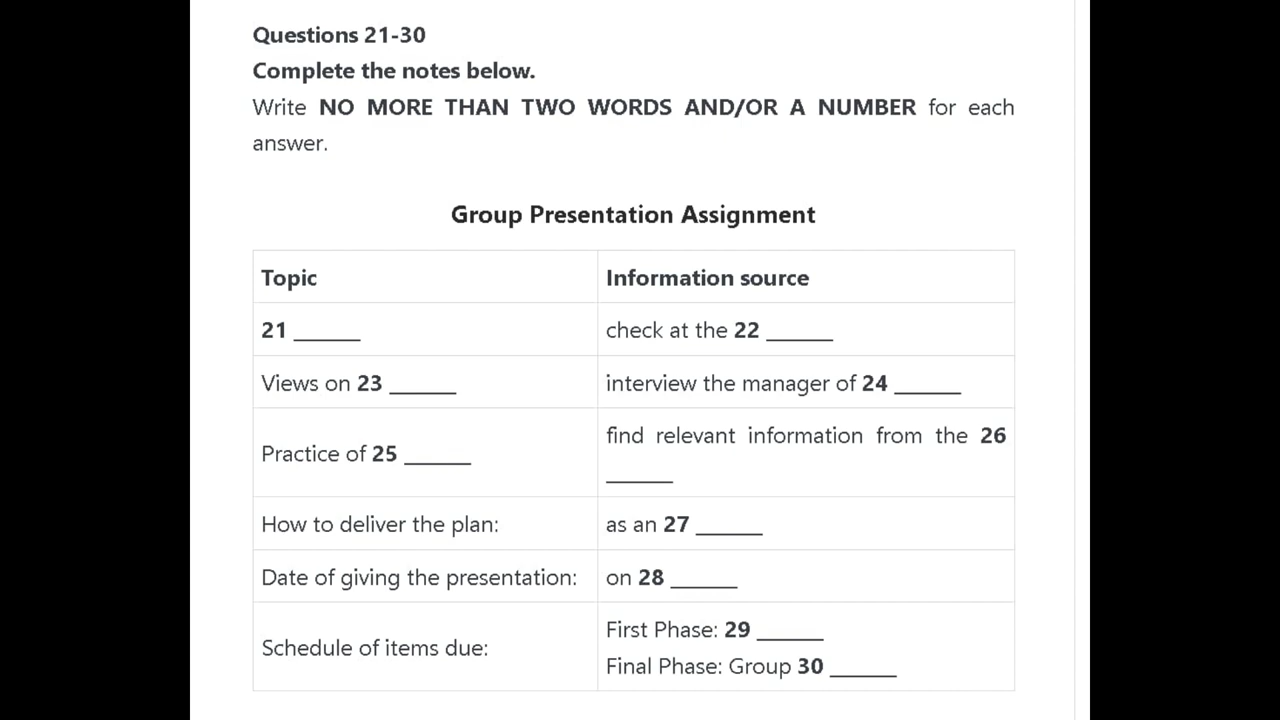 Questions 21-30
Complete the notes below.
Write NO MORE THAN TWO WORDS AND/OR A NUMBER for each
answer.
Group Presentation Assignment
Topic
Information source
21 ______
check at the 22 ______
Views on 23 ______
interview the manager of 24 ______
Practice of 25 ______
find relevant information from the 26
______
How to deliver the plan:
as an 27 ______
Date of giving the presentation:
on 28 ______
Schedule of items due:
First Phase: 29 ______
Final Phase: Group 30 ______